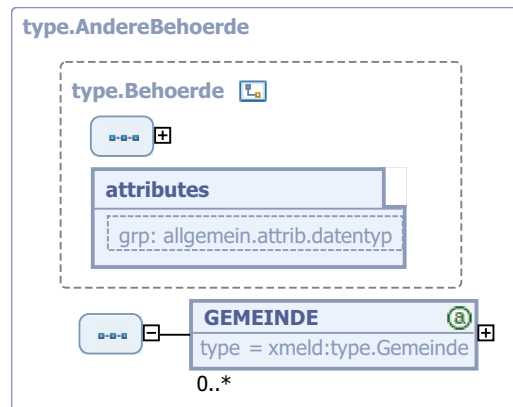 type.AndereBehoerde
type.Behoerde
attributes
grp: allgemein.attrib.datentyp
GEMEINDE
a
type = xmeld:type.Gemeinde
0..*